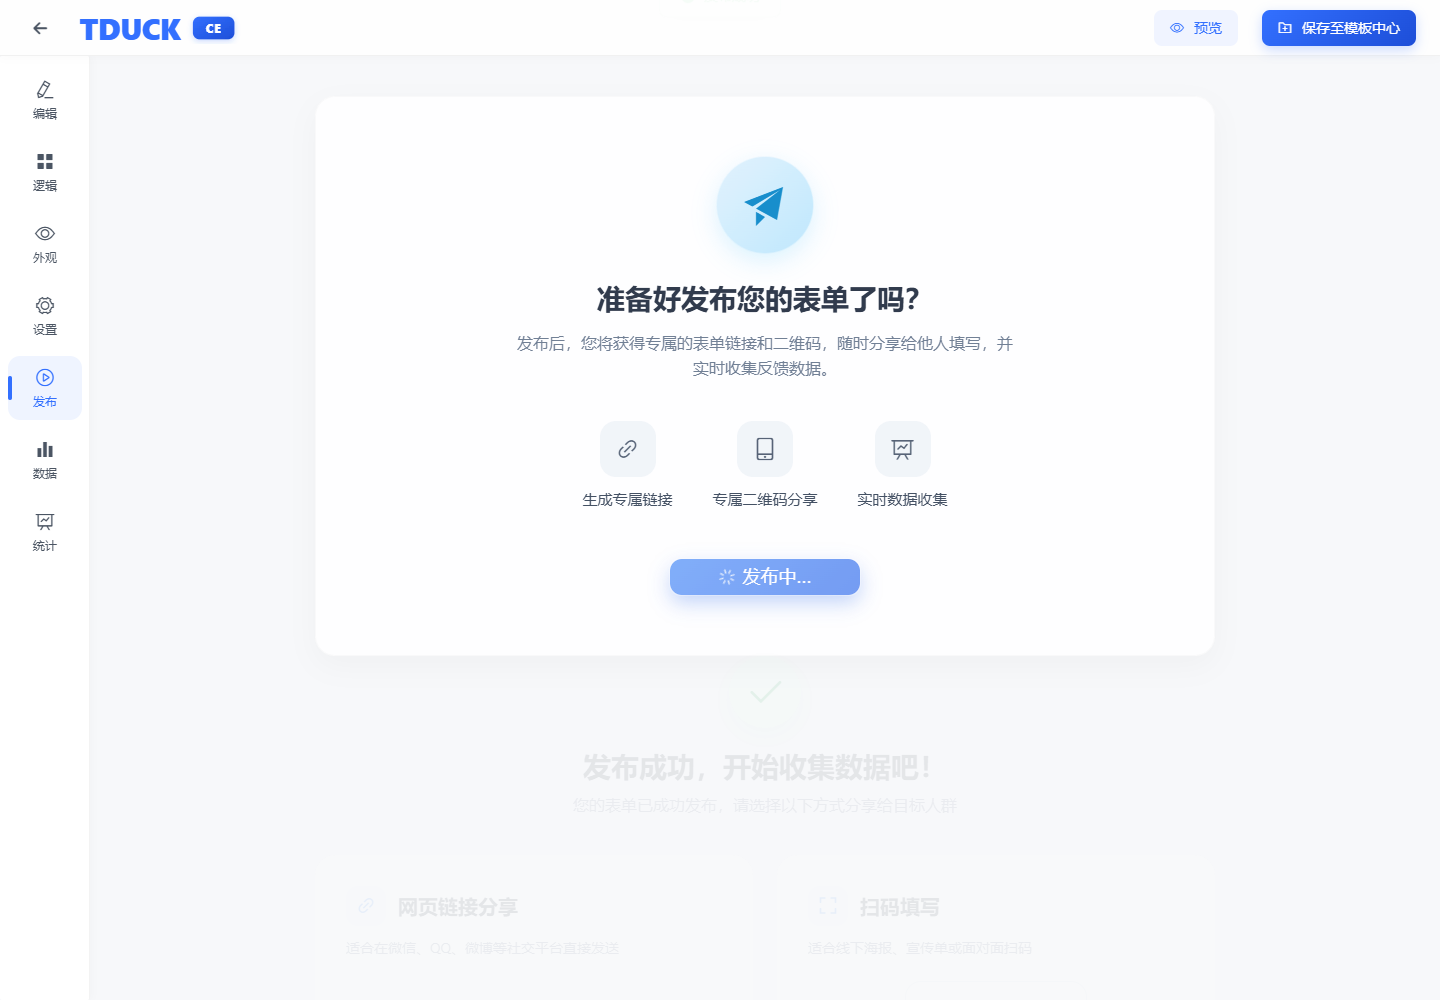 TDUCK CE
预览
保存至模板中心
编辑
逻辑
外观
设置
发布
数据
统计
准备好发布您的表单了吗？
发布后，您将获得专属的表单链接和二维码，随时分享给他人填写，并
实时收集反馈数据。
生成专属链接
专属二维码分享
实时数据收集
发布中...
发布成功，开始收集数据吧！
您的表单已成功发布，请选择以下方式分享给目标人群
网页链接分享
适合在微信、QQ、微博等社交平台直接发送
扫码填写
适合线下海报、宣传单或面对面扫码